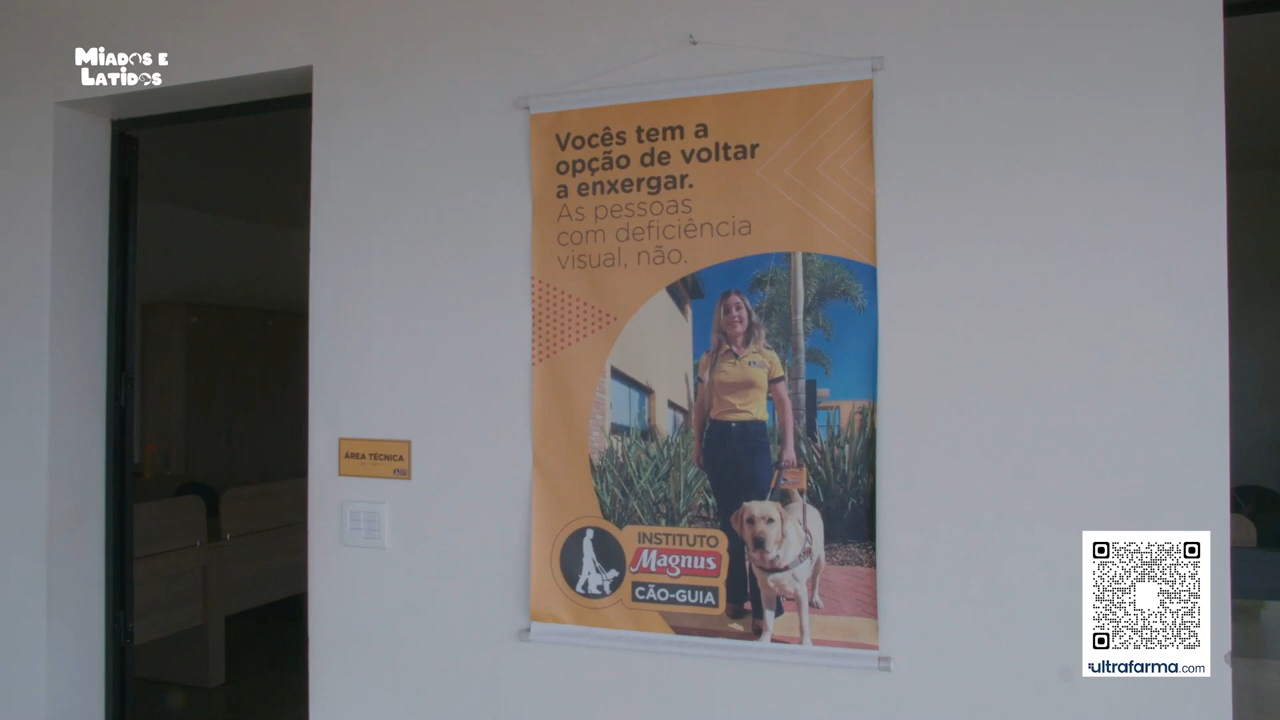 Miados e
Latidos
Vocês tem a
opção de voltar
a enxergar.
As pessoas
com deficiência
visual, não.
ÁREA TÉCNICA
INSTITUTO
Magnus
CÃO-GUIA
ultrafarma.com